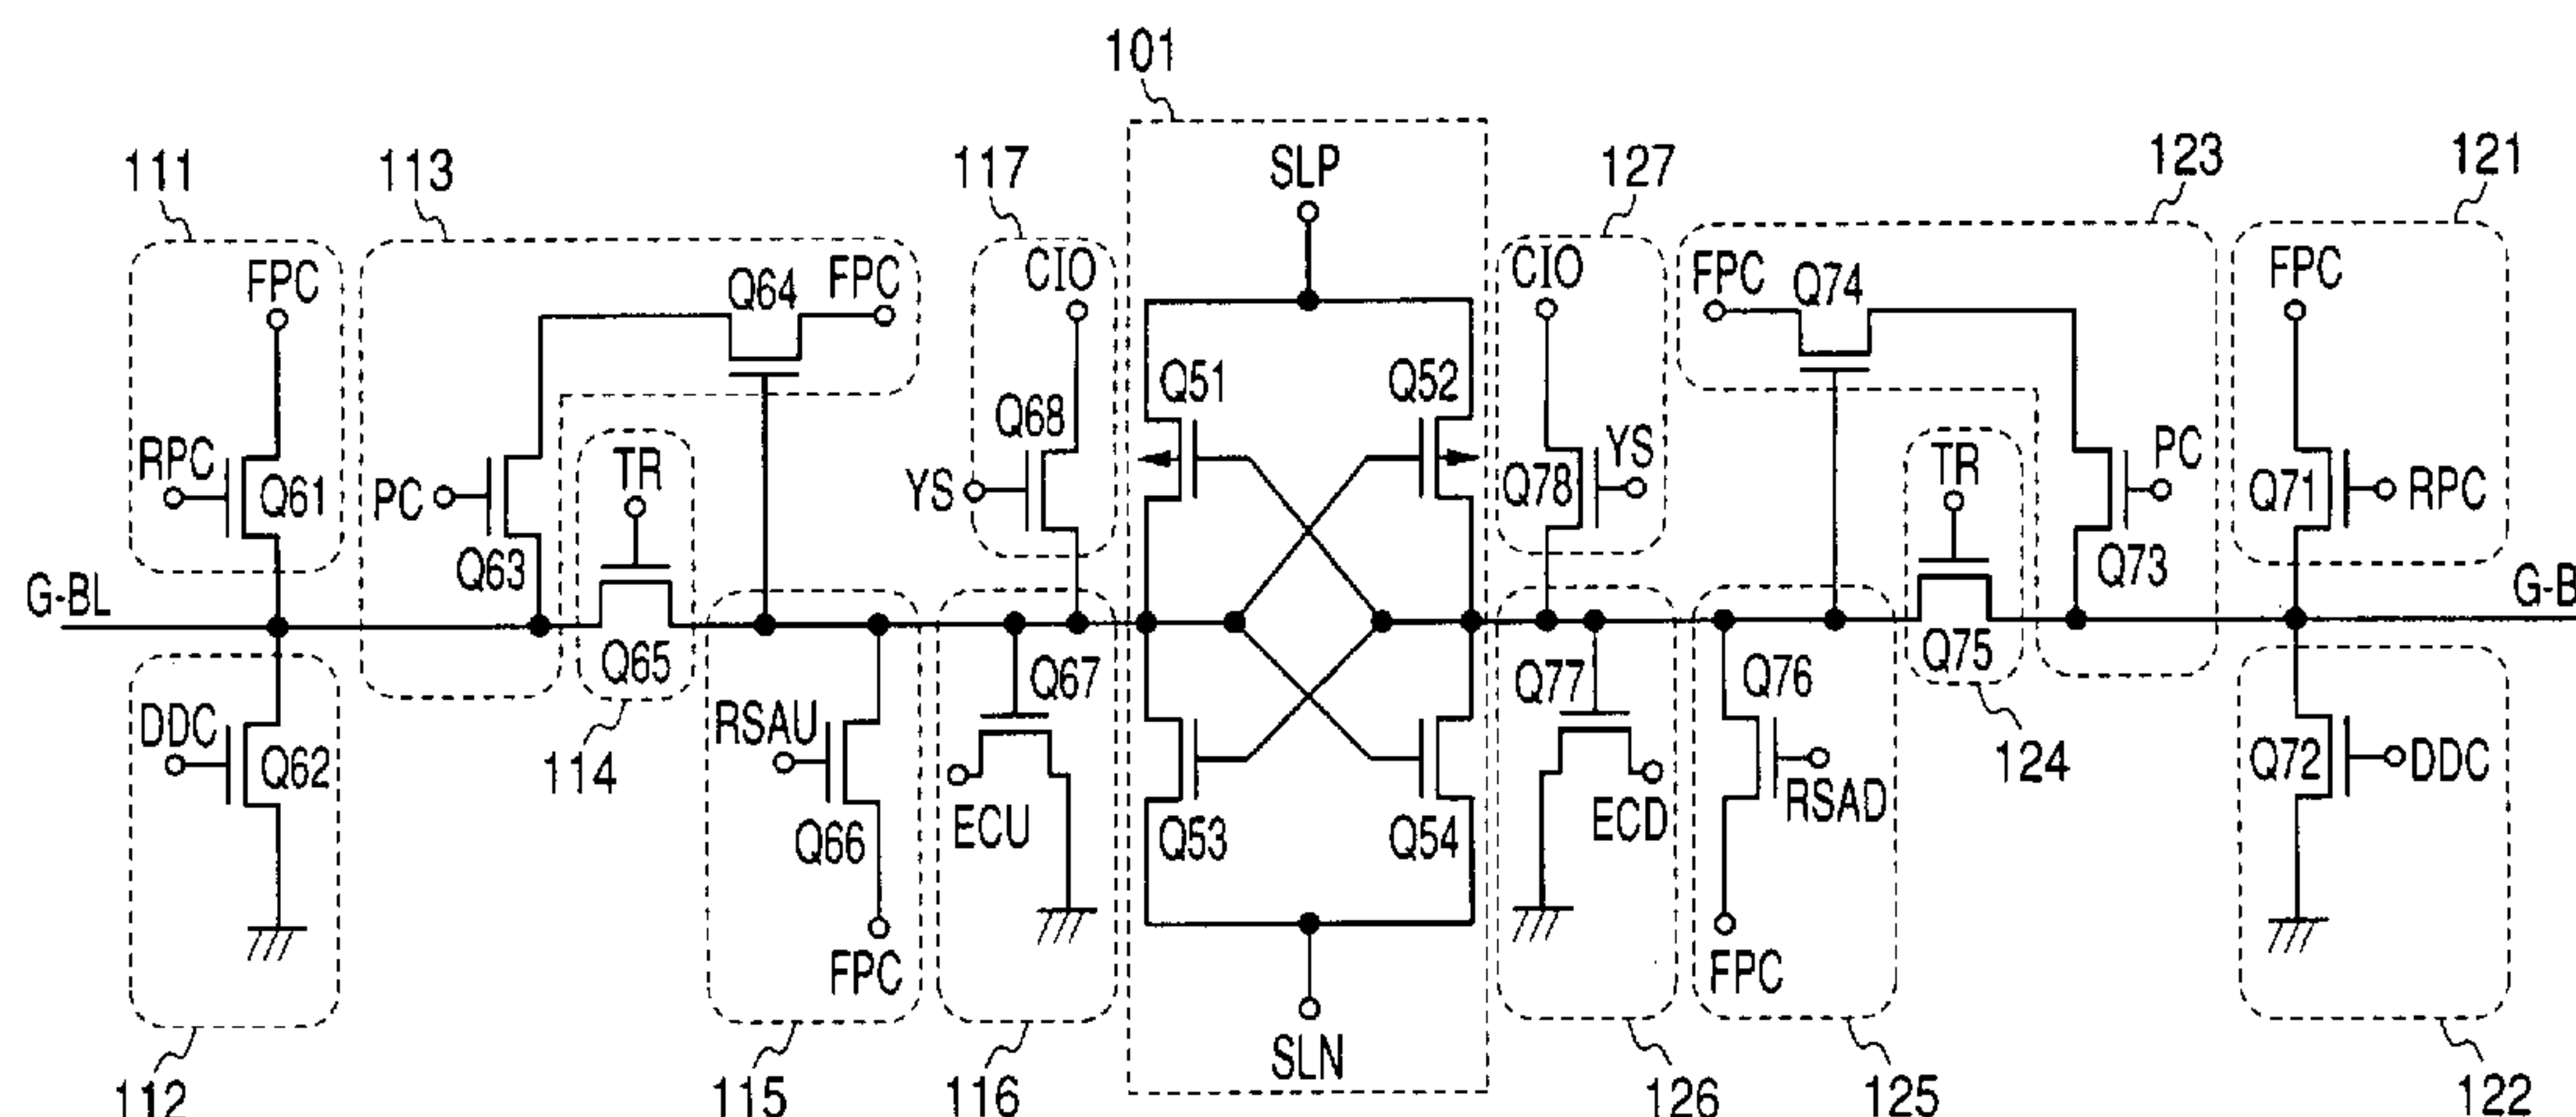 101
111
113
117
SLP
127
123
121
FPC
Q64
FPC
CIO
CIO
FPC
Q74
FPC
RPC
Q61
PC
Q63
TR
YS
Q68
Q51
Q52
Q78
YS
TR
PC
Q73
Q71
RPC
G-BL
Q65
Q67
Q77
Q76
Q75
G-B
DDC
Q62
114
RSAU
Q66
ECU
Q53
Q54
ECD
RSAD
124
Q72
DDC
FPC
SLN
FPC
112
115
116
126
125
122